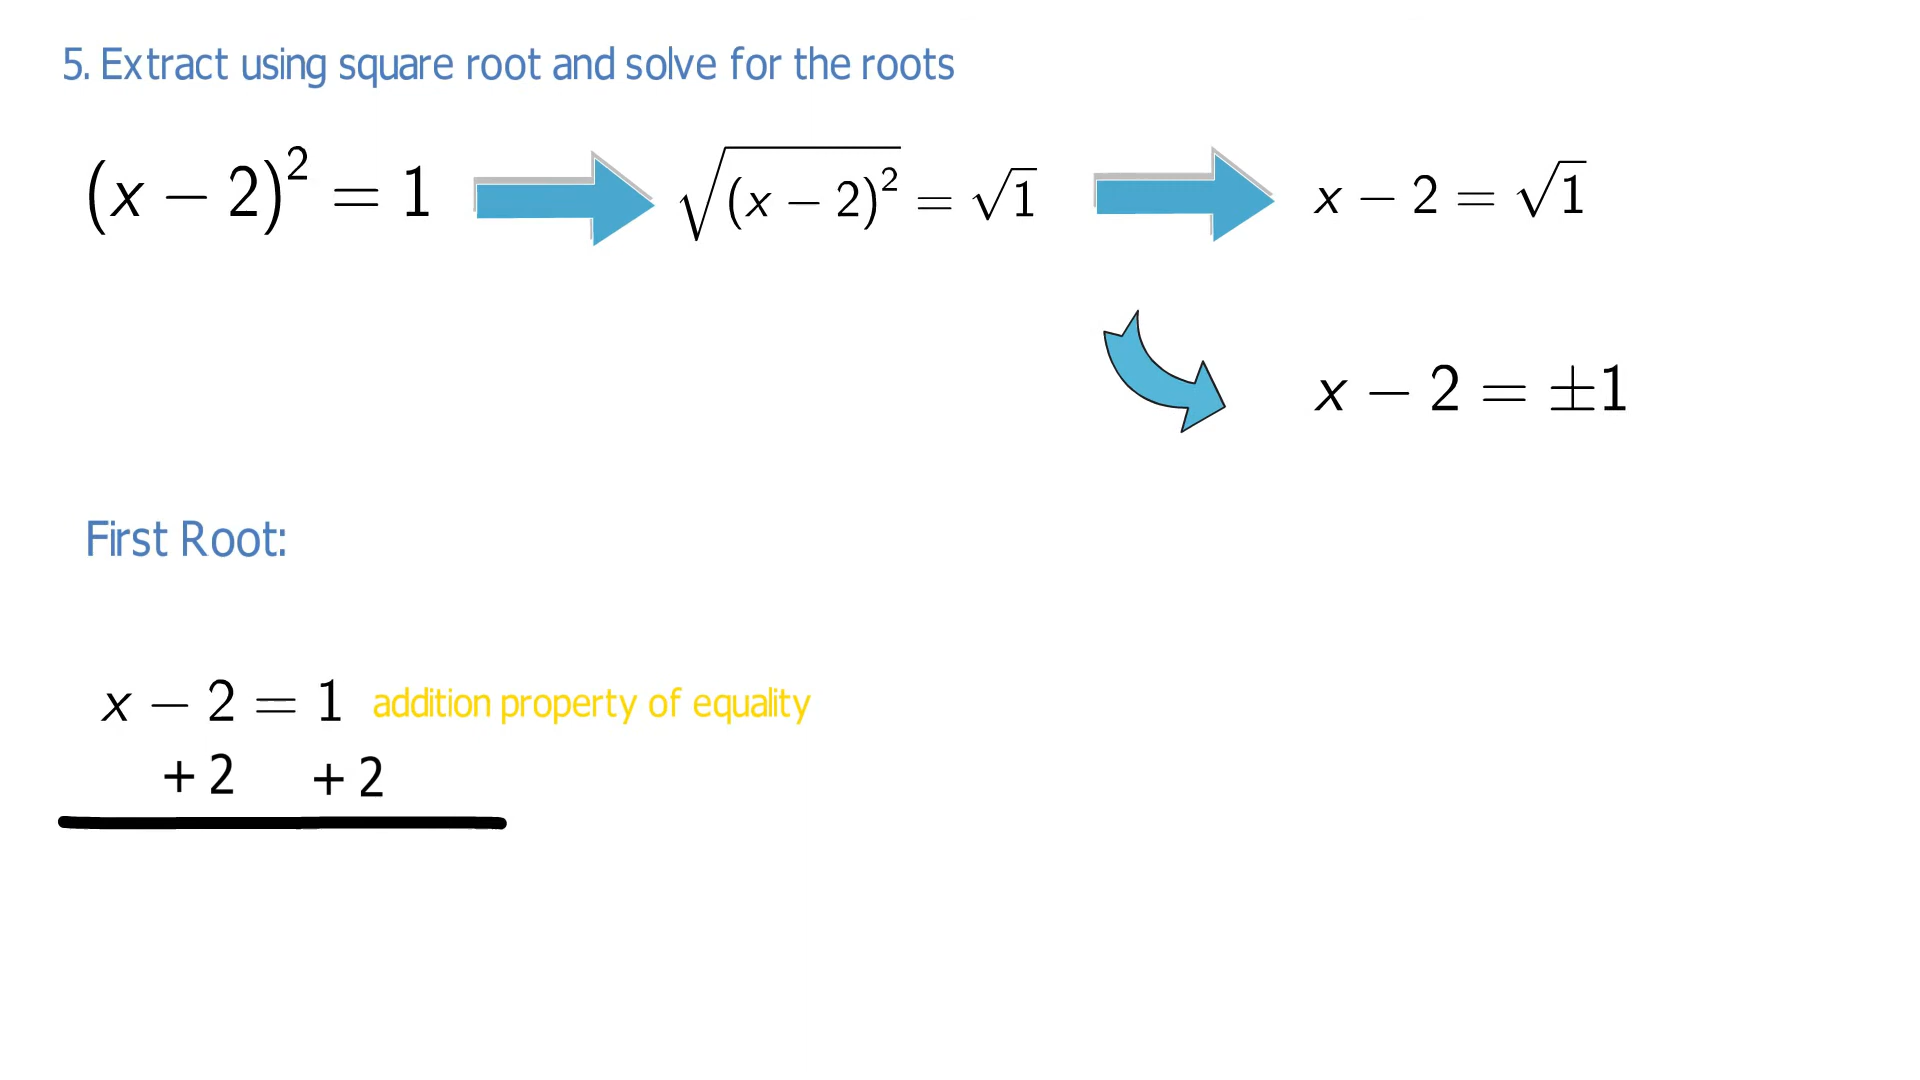 5. Extract using square root and solve for the roots
(x − 2)² = 1
√(x − 2)² = √1
x − 2 = √1
x − 2 = ±1
First Root:
x − 2 = 1 addition property of equality
+ 2 + 2